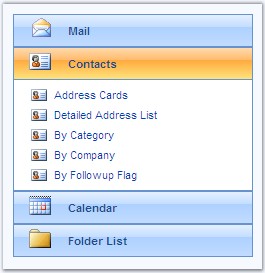 Mail
Contacts
Address Cards
Detailed Address List
By Category
By Company
By Followup Flag
Calendar
Folder List